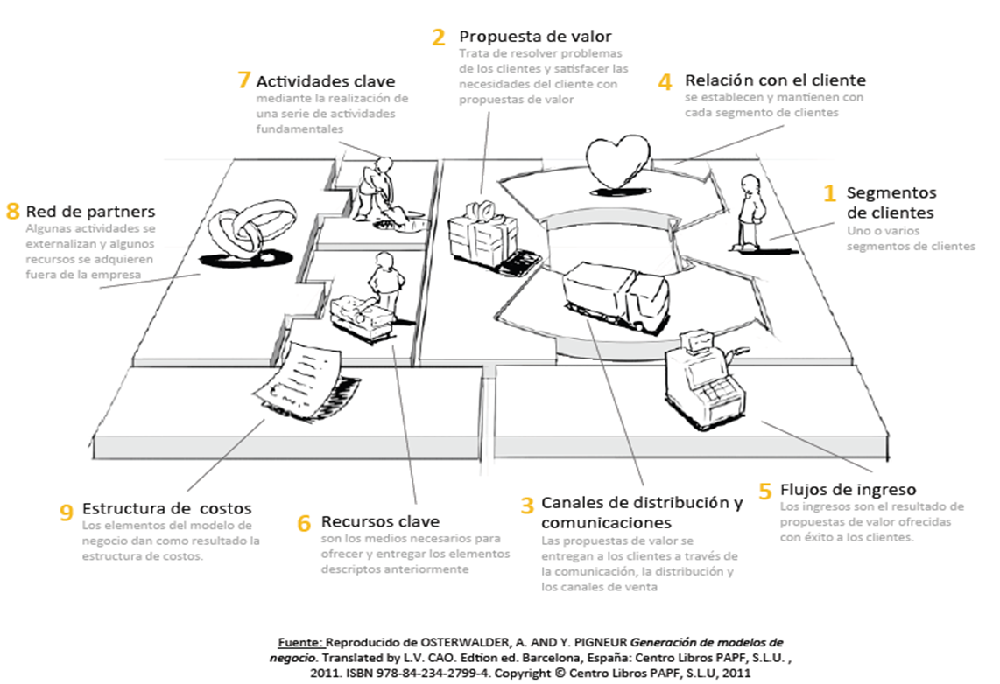 2 Propuesta de valor
Trata de resolver problemas
de los clientes y satisfacer las
necesidades del cliente con
propuestas de valor
7 Actividades clave
mediante la realización de
una serie de actividades
fundamentales
4 Relación con el cliente
se establecen y mantienen con
cada segmento de clientes
1 Segmentos
de clientes
Uno o varios
segmentos de clientes
8 Red de partners
Algunas actividades se
externalizan y algunos
recursos se adquieren
fuera de la empresa
9 Estructura de costos
Los elementos del modelo de
negocio dan como resultado la
estructura de costos.
6 Recursos clave
son los medios necesarios para
ofrecer y entregar los elementos
descriptos anteriormente
3 Canales de distribución y
comunicaciones
Las propuestas de valor se
entregan a los clientes a través de
la comunicación, la distribución y
los canales de venta
5 Flujos de ingreso
Los ingresos son el resultado de
propuestas de valor ofrecidas
con éxito a los clientes.
Fuente: Reproducido de OSTERWALDER, A. AND Y. PIGNEUR Generación de modelos de
negocio. Translated by L.V. CAO. Edtion ed. Barcelona, España: Centro Libros PAPF, S.L.U. ,
2011. ISBN 978-84-234-2799-4. Copyright © Centro Libros PAPF, S.L.U, 2011